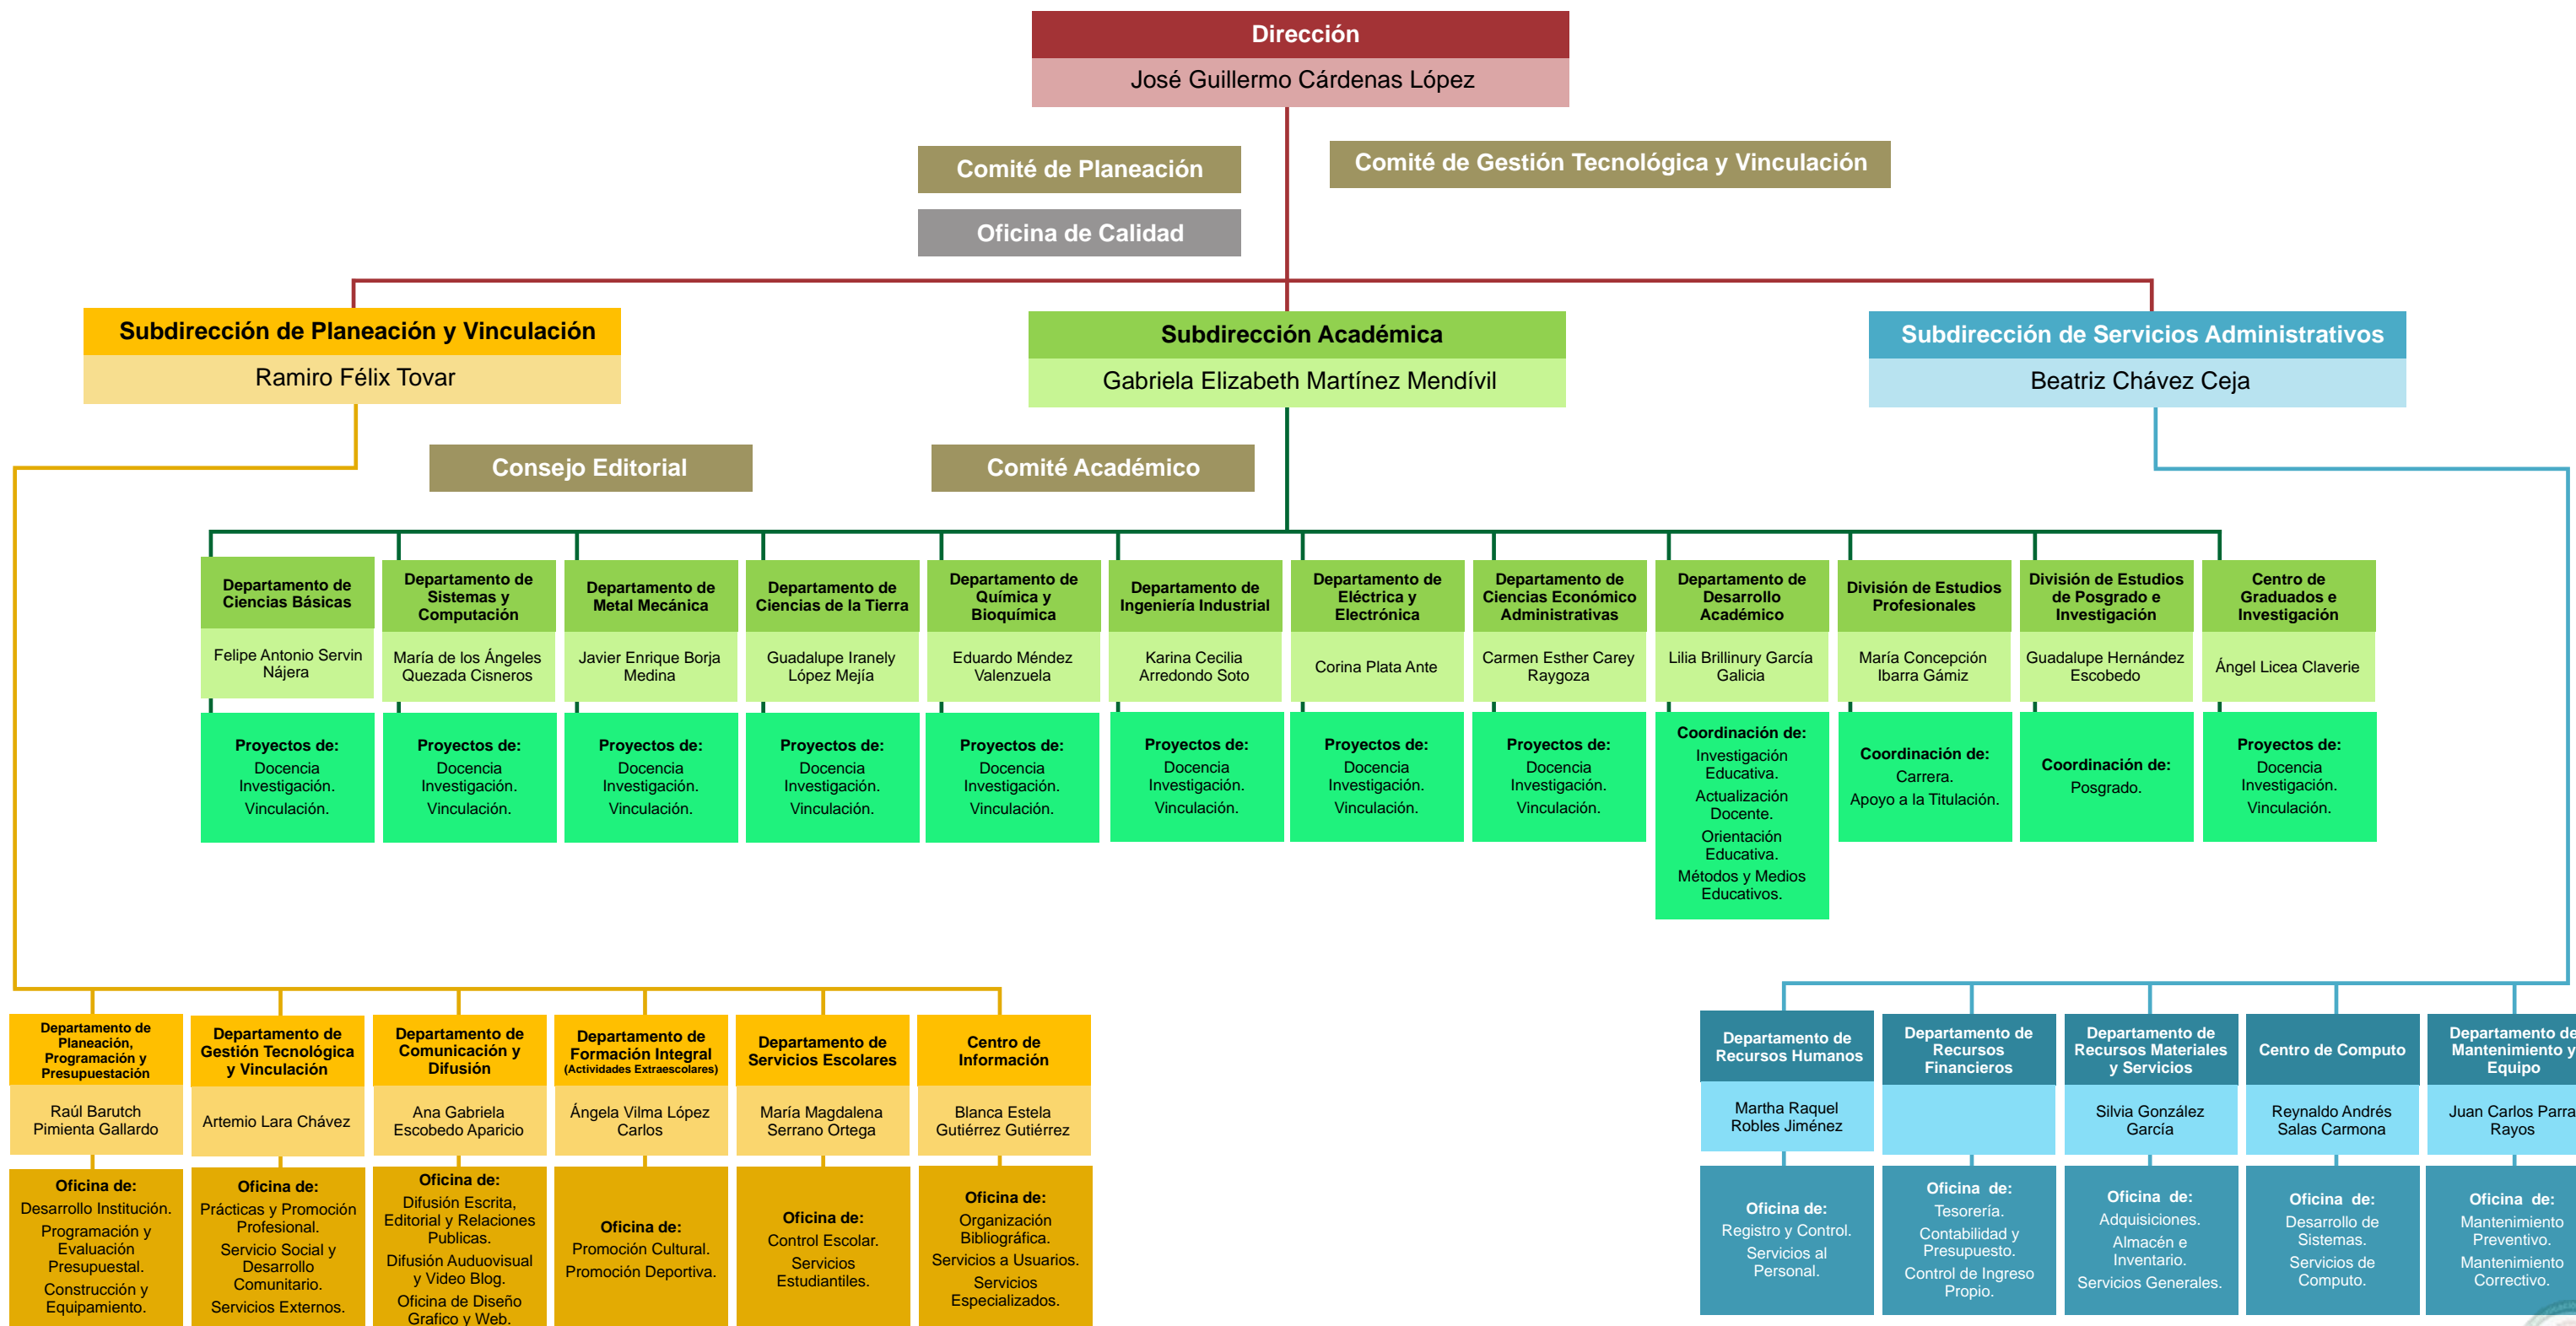 Dirección
José Guillermo Cárdenas López
Comité de Planeación
Comité de Gestión Tecnológica y Vinculación
Oficina de Calidad
Subdirección de Planeación y Vinculación
Ramiro Félix Tovar
Subdirección Académica
Gabriela Elizabeth Martínez Mendívil
Subdirección de Servicios Administrativos
Beatriz Chávez Ceja
Consejo Editorial
Comité Académico
Departamento de
Ciencias Básicas
Felipe Antonio Servin
Nájera
Proyectos de:
Docencia
Investigación.
Vinculación.
Departamento de
Sistemas y
Computación
María de los Ángeles
Quezada Cisneros
Proyectos de:
Docencia
Investigación.
Vinculación.
Departamento de
Metal Mecánica
Javier Enrique Borja
Medina
Proyectos de:
Docencia
Investigación.
Vinculación.
Departamento de
Ciencias de la Tierra
Guadalupe Iranely
López Mejía
Proyectos de:
Docencia
Investigación.
Vinculación.
Departamento de
Química y
Bioquímica
Eduardo Méndez
Valenzuela
Proyectos de:
Docencia
Investigación.
Vinculación.
Departamento de
Ingeniería Industrial
Karina Cecilia
Arredondo Soto
Proyectos de:
Docencia
Investigación.
Vinculación.
Departamento de
Eléctrica y
Electrónica
Corina Plata Ante
Proyectos de:
Docencia
Investigación.
Vinculación.
Departamento de
Ciencias Económico
Administrativas
Carmen Esther Carey
Raygoza
Proyectos de:
Docencia
Investigación.
Vinculación.
Departamento de
Desarrollo
Académico
Lilia Brillinury García
Galicia
Coordinación de:
Investigación
Educativa.
Actualización
Docente.
Orientación
Educativa.
Métodos y Medios
Educativos.
División de Estudios
Profesionales
María Concepción
Ibarra Gámiz
Coordinación de:
Carrera.
Apoyo a la Titulación.
División de Estudios
de Posgrado e
Investigación
Guadalupe Hernández
Escobedo
Coordinación de:
Posgrado.
Centro de
Graduados e
Investigación
Ángel Licea Claverie
Proyectos de:
Docencia
Investigación.
Vinculación.
Departamento de
Planeación,
Programación y
Presupuestación
Raúl Barutch
Pimienta Gallardo
Oficina de:
Desarrollo Institución.
Programación y
Evaluación
Presupuestal.
Construcción y
Equipamiento.
Departamento de
Gestión Tecnológica
y Vinculación
Artemio Lara Chávez
Oficina de:
Prácticas y Promoción
Profesional.
Servicio Social y
Desarrollo
Comunitario.
Servicios Externos.
Departamento de
Comunicación y
Difusión
Ana Gabriela
Escobedo Aparicio
Oficina de:
Difusión Escrita,
Editorial y Relaciones
Publicas.
Difusión Auduovisual
y Video Blog.
Oficina de Diseño
Grafico y Web.
Departamento de
Formación Integral
(Actividades Extraescolares)
Ángela Vilma López
Carlos
Oficina de:
Promoción Cultural.
Promoción Deportiva.
Departamento de
Servicios Escolares
María Magdalena
Serrano Ortega
Oficina de:
Control Escolar.
Servicios
Estudiantiles.
Centro de
Información
Blanca Estela
Gutiérrez Gutiérrez
Oficina de:
Organización
Bibliográfica.
Servicios a Usuarios.
Servicios
Especializados.
Departamento de
Recursos Humanos
Martha Raquel
Robles Jiménez
Oficina de:
Registro y Control.
Servicios al
Personal.
Departamento de
Recursos
Financieros
Oficina de:
Tesorería.
Contabilidad y
Presupuesto.
Control de Ingreso
Propio.
Departamento de
Recursos Materiales
y Servicios
Silvia González
García
Oficina de:
Adquisiciones.
Almacén e
Inventario.
Servicios Generales.
Centro de Computo
Reynaldo Andrés
Salas Carmona
Oficina de:
Desarrollo de
Sistemas.
Servicios de
Computo.
Departamento de
Mantenimiento y
Equipo
Juan Carlos Parra
Rayos
Oficina de:
Mantenimiento
Preventivo.
Mantenimiento
Correctivo.